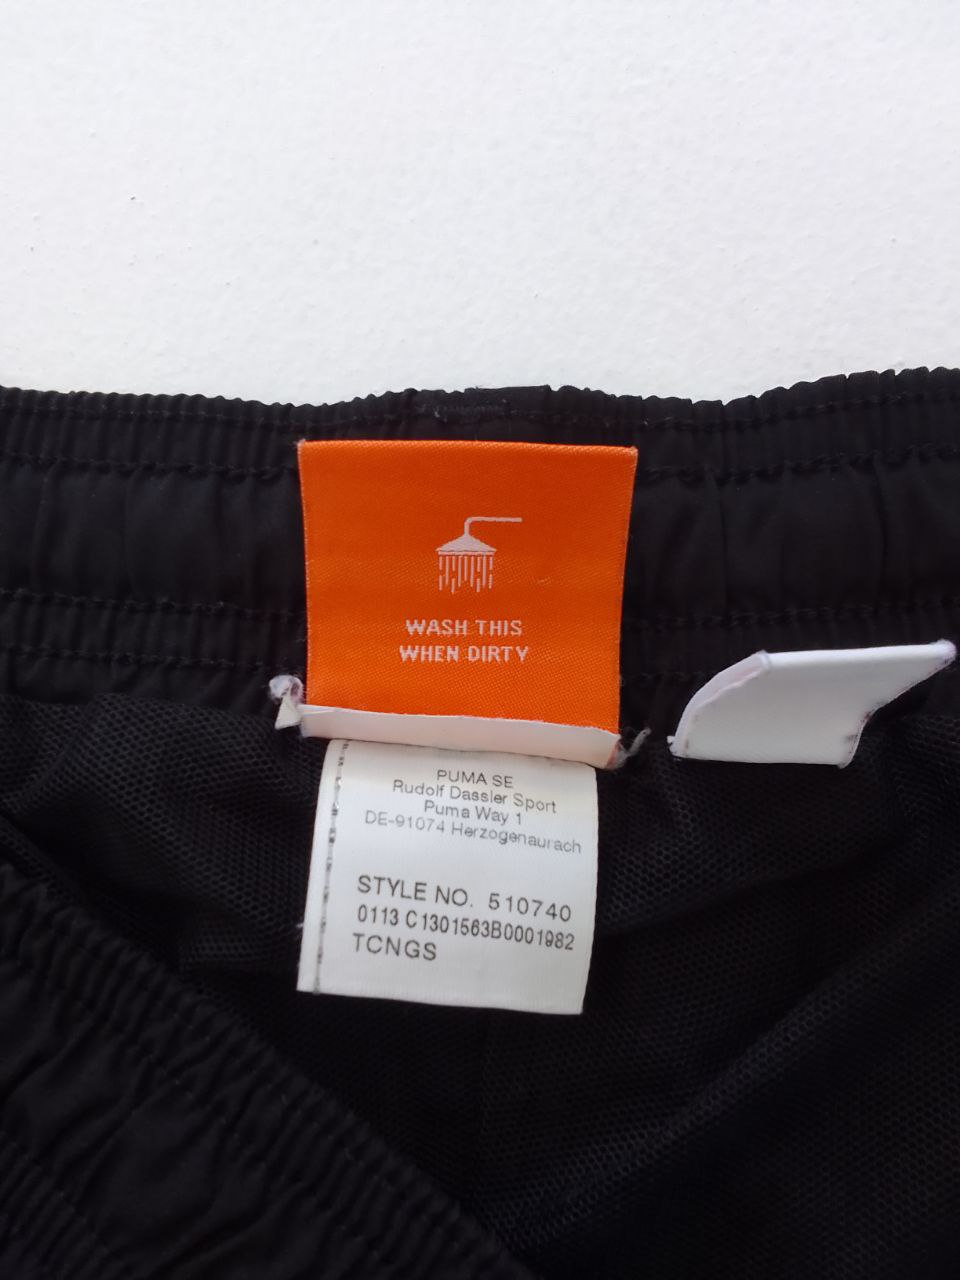 WASH THIS
WHEN DIRTY
PUMA SE
Rudolf Dassler Sport
Puma Way 1
DE-91074 Herzogenaurach
STYLE NO. 510740
0113 C1301563B0001982
TCNGS